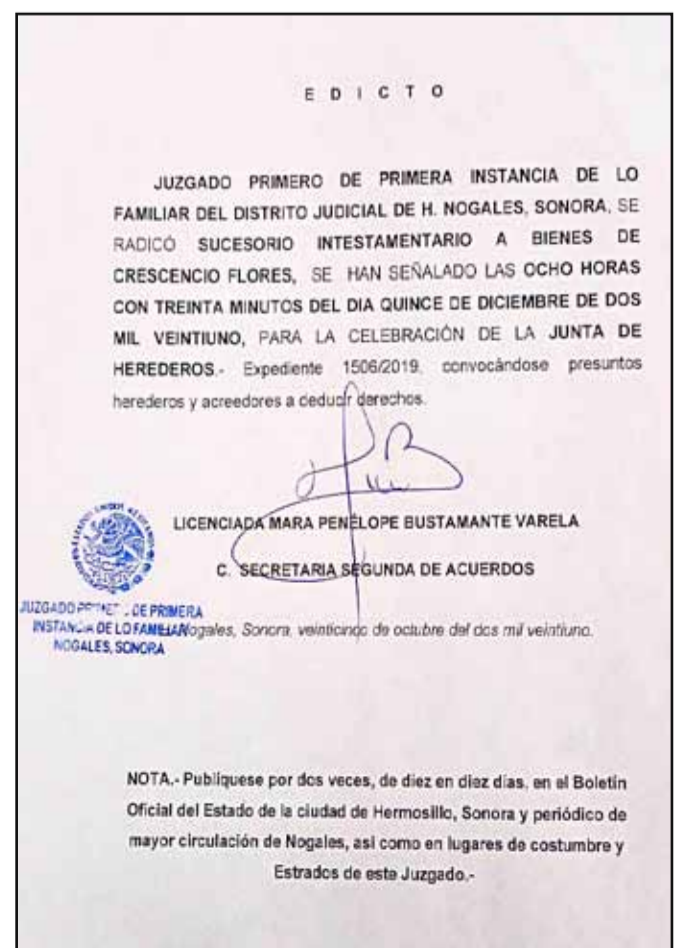 E D I C T O
JUZGADO PRIMERO DE PRIMERA INSTANCIA DE LO
FAMILIAR DEL DISTRITO JUDICIAL DE H. NOGALES, SONORA, SE
RADICÓ SUCESORIO INTESTAMENTARIO A BIENES DE
CRESCENCIO FLORES, SE HAN SEÑALADO LAS OCHO HORAS
CON TREINTA MINUTOS DEL DIA QUINCE DE DICIEMBRE DE DOS
MIL VEINTIUNO, PARA LA CELEBRACIÓN DE LA JUNTA DE
HEREDEROS.- Expediente 1506/2019, convocándose presuntos
herederos y acreedores a deducir derechos.
LICENCIADA MARA PENÉLOPE BUSTAMANTE VARELA
C. SECRETARIA SEGUNDA DE ACUERDOS
JUZGADO DE PRIMERA
INSTANCIA DE LO FAMILIAR
NOGALES, SONORA
Nogales, Sonora, veinticinco de octubre del dos mil veintiuno.
NOTA.- Publíquese por dos veces, de diez en diez días, en el Boletín
Oficial del Estado de la ciudad de Hermosillo, Sonora y periódico de
mayor circulación de Nogales, así como en lugares de costumbre y
Estrados de este Juzgado.-